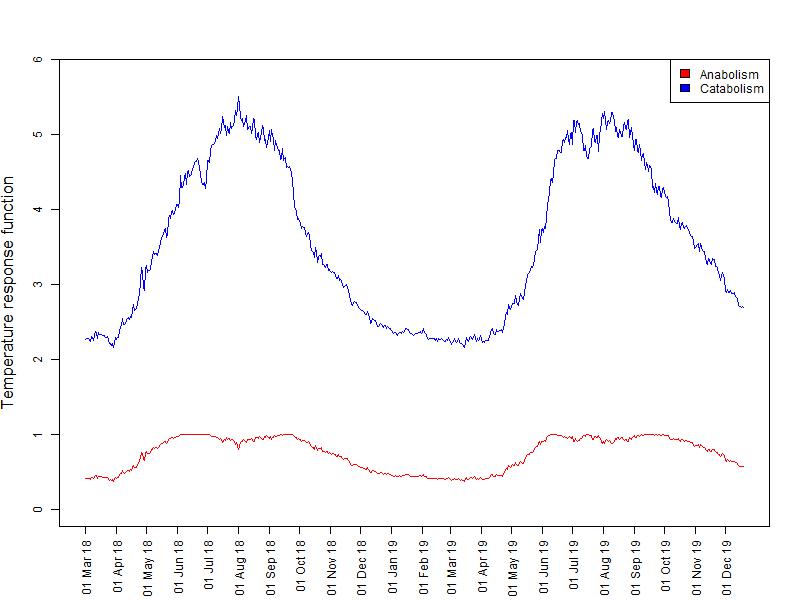 Temperature response function
6
5
4
3
2
1
0
Anabolism
Catabolism
01 Mar 18
01 Apr 18
01 May 18
01 Jun 18
01 Jul 18
01 Aug 18
01 Sep 18
01 Oct 18
01 Nov 18
01 Dec 18
01 Jan 19
01 Feb 19
01 Mar 19
01 Apr 19
01 May 19
01 Jun 19
01 Jul 19
01 Aug 19
01 Sep 19
01 Oct 19
01 Nov 19
01 Dec 19